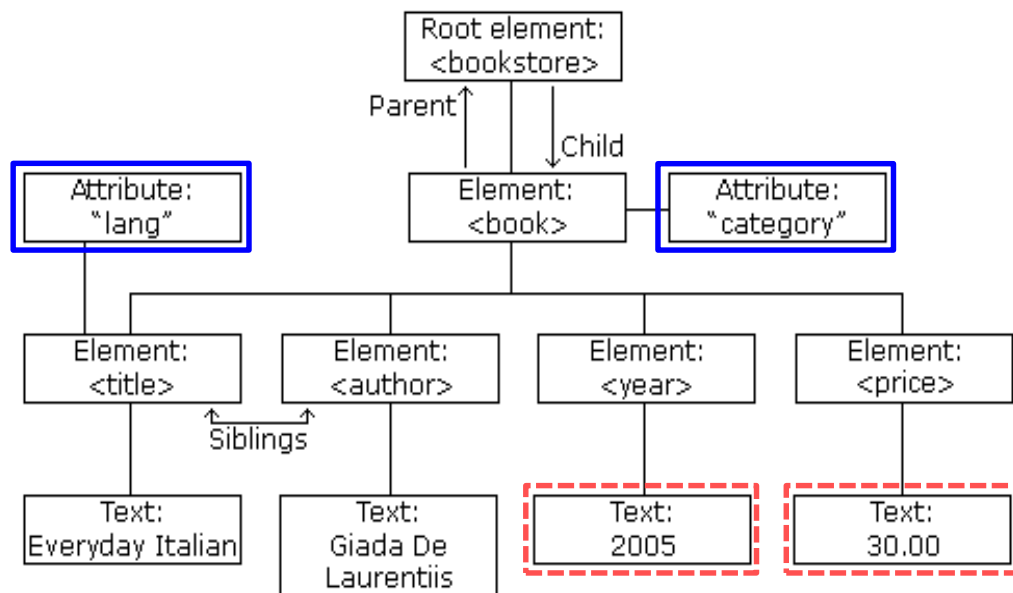 Root element:
<bookstore>
Parent
Child
Attribute:
“lang”
Element:
<book>
Attribute:
“category”
Element:
<title>
Element:
<author>
Element:
<year>
Element:
<price>
Siblings
Text:
Everyday Italian
Text:
Giada De
Laurentiis
Text:
2005
Text:
30.00